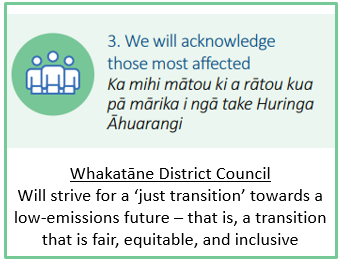 3. We will acknowledge
those most affected
Ka mihi mātou ki a rātou kua
pā mārika i ngā take Huringa
Āhuarangi
Whakatāne District Council
Will strive for a ‘just transition’ towards a
low-emissions future – that is, a transition
that is fair, equitable, and inclusive